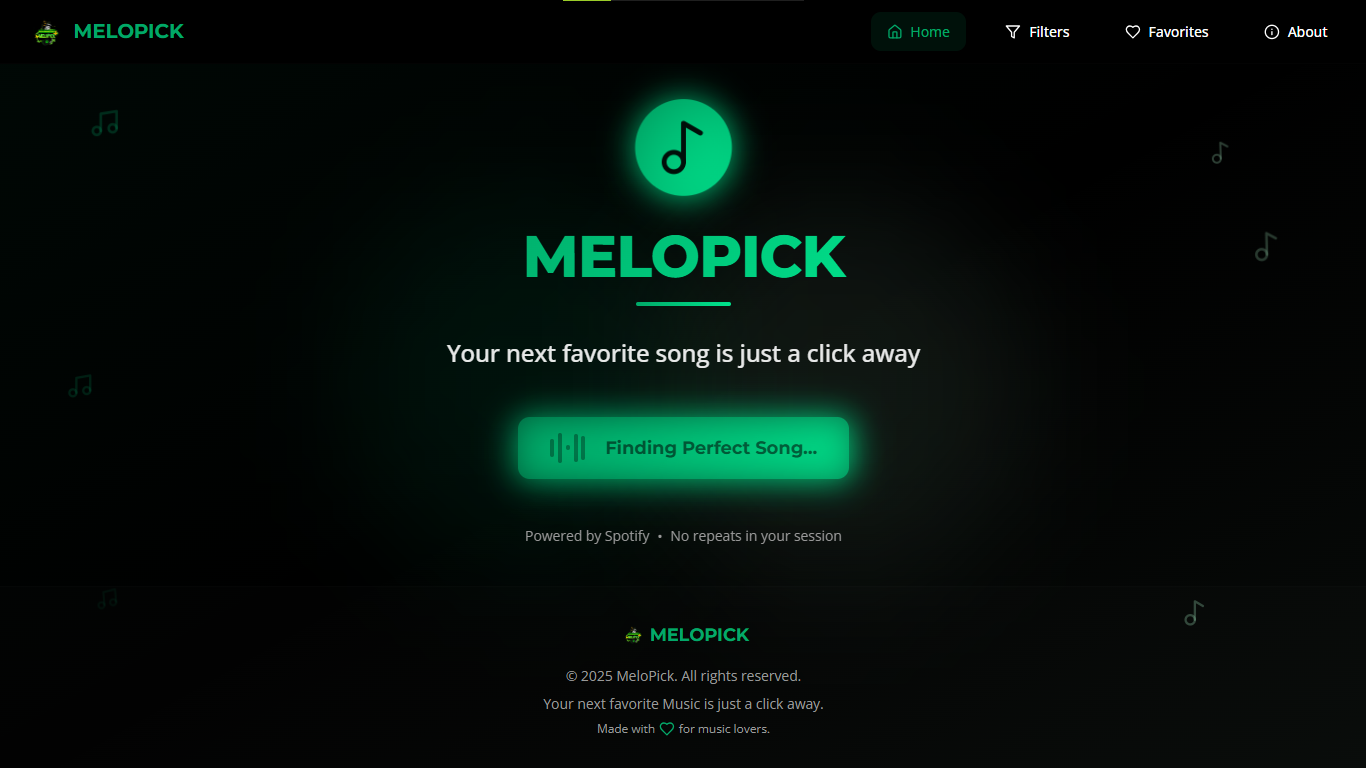 MELOPICK
Home
Filters
Favorites
About
MELOPICK
Your next favorite song is just a click away
Finding Perfect Song...
Powered by Spotify • No repeats in your session
MELOPICK
© 2025 MeloPick. All rights reserved.
Your next favorite Music is just a click away.
Made with for music lovers.